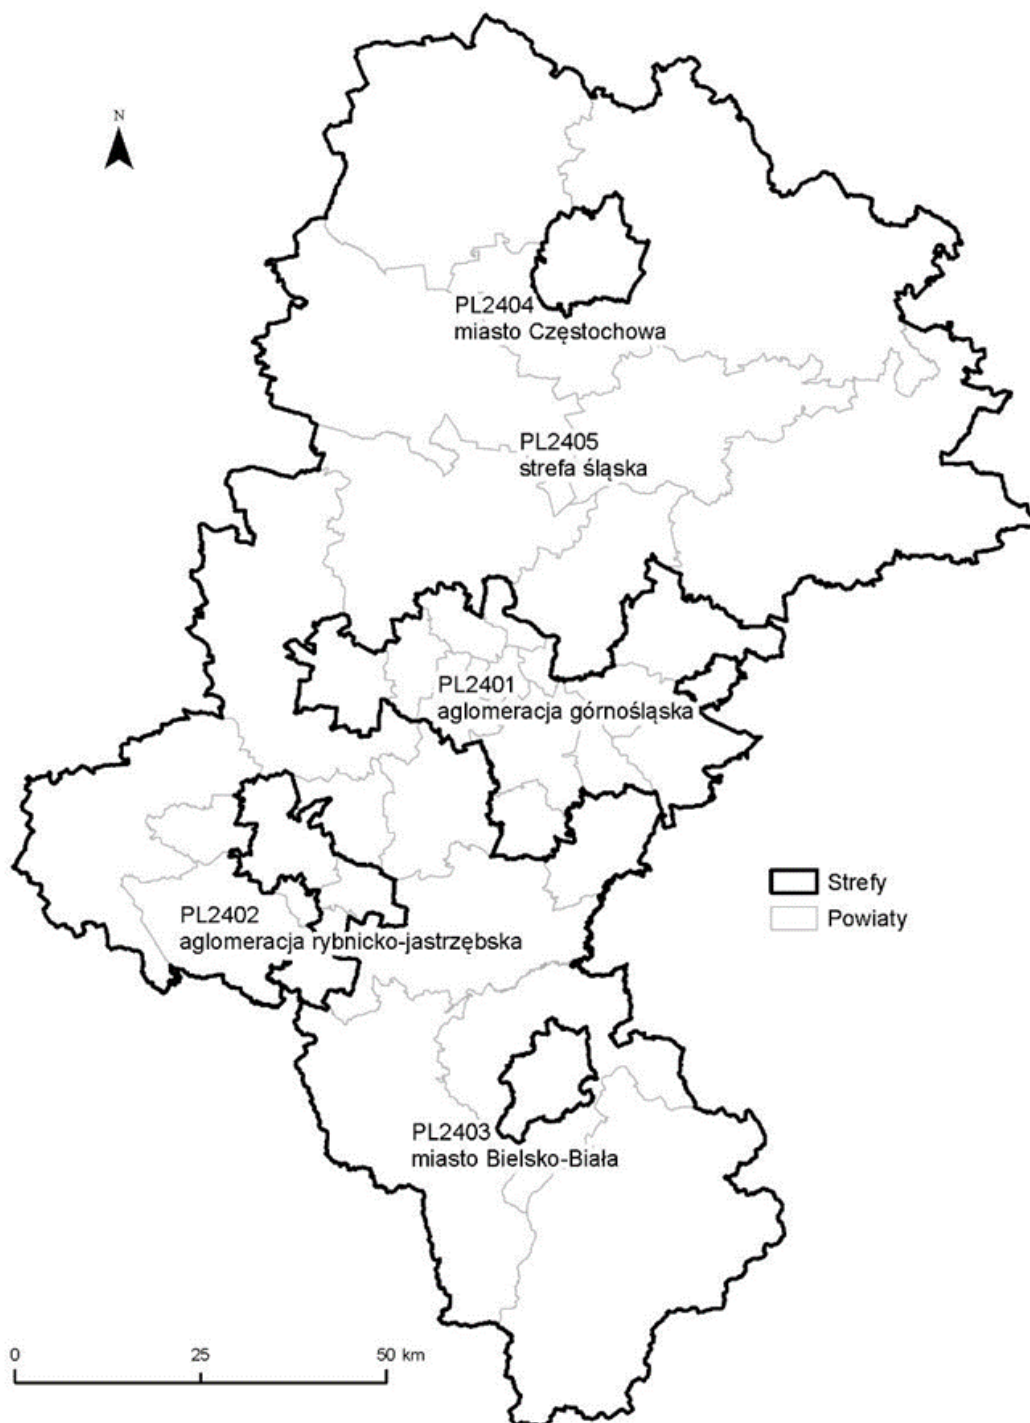 N
PL2404
miasto Częstochowa
PL2405
strefa śląska
PL2401
aglomeracja górnośląska
Strefy
Powiaty
PL2402
aglomeracja rybnicko-jastrzębska
PL2403
miasto Bielsko-Biała
0 25 50 km